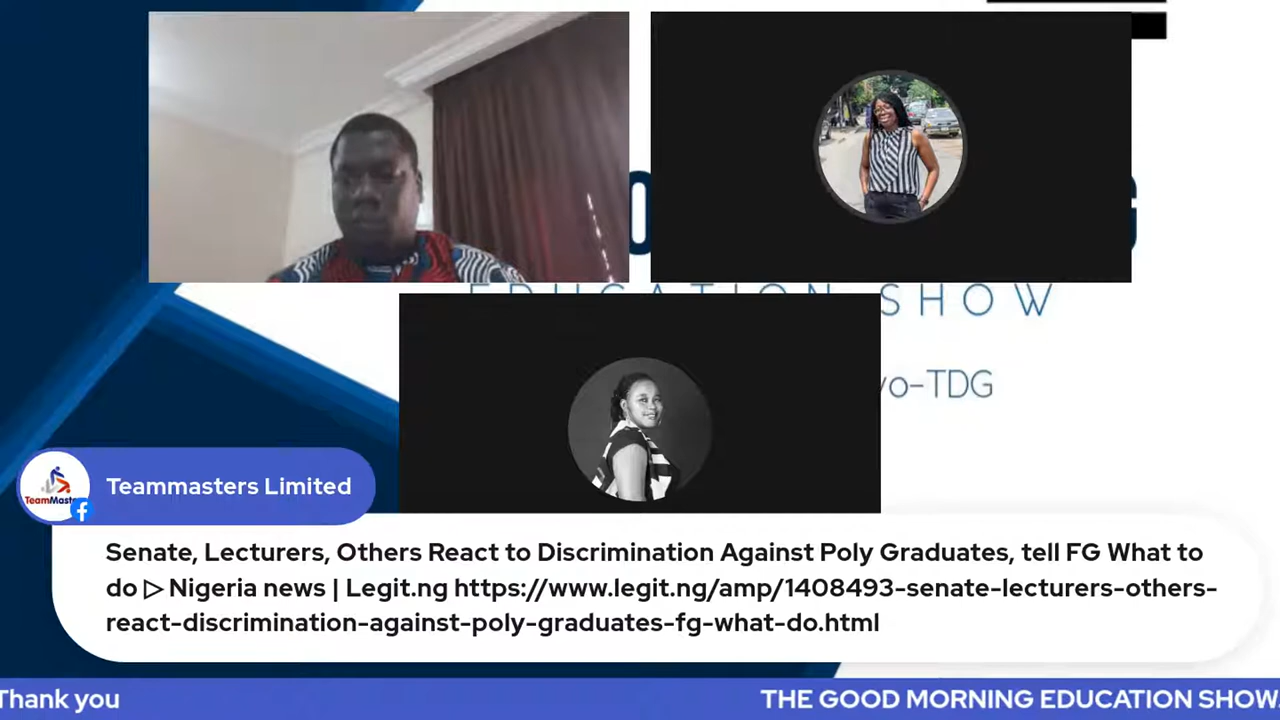 EDUCATION SHOW
vo-TDG
TeamMaste
Teammasters Limited
Senate, Lecturers, Others React to Discrimination Against Poly Graduates, tell FG What to
do ▷ Nigeria news | Legit.ng https://www.legit.ng/amp/1408493-senate-lecturers-others-
react-discrimination-against-poly-graduates-fg-what-do.html
Thank you
THE GOOD MORNING EDUCATION SHOW.